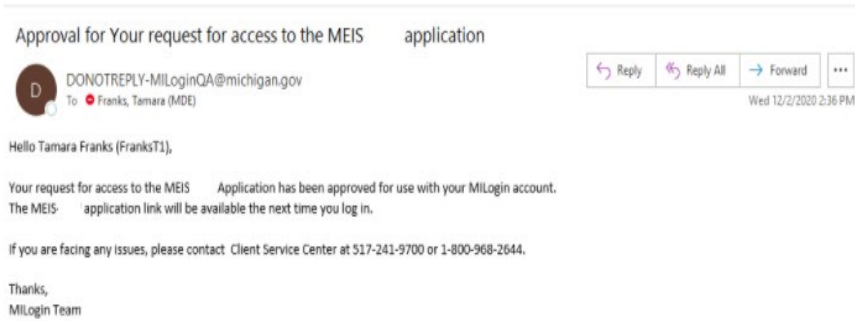 Approval for Your request for access to the MEIS application
D
DONOTREPLY-MILoginQA@michigan.gov
To Franks, Tamara (MDE)
Reply
Reply All
Forward
...
Wed 12/2/2020 2:36 PM
Hello Tamara Franks (FranksT1),
Your request for access to the MEIS Application has been approved for use with your MILogin account.
The MEIS- application link will be available the next time you log in.
If you are facing any issues, please contact Client Service Center at 517-241-9700 or 1-800-968-2644.
Thanks,
MILogin Team